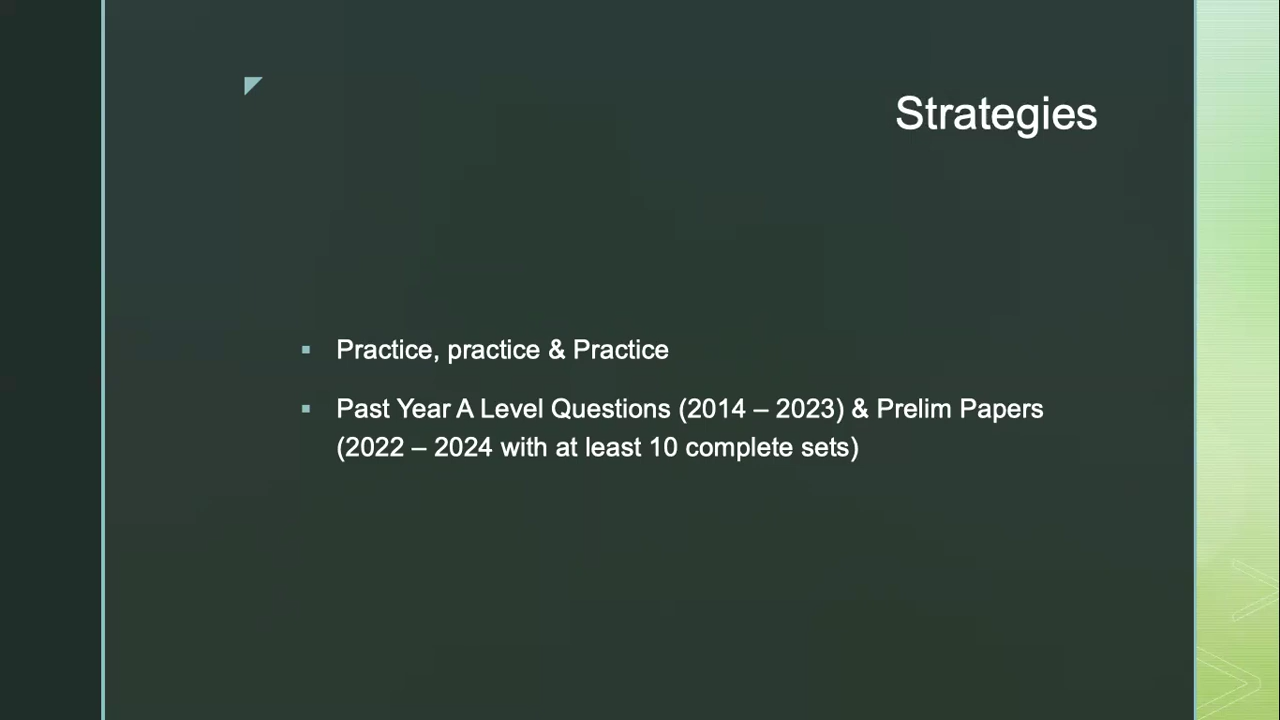 Strategies
▪ Practice, practice & Practice
▪ Past Year A Level Questions (2014 – 2023) & Prelim Papers
(2022 – 2024 with at least 10 complete sets)